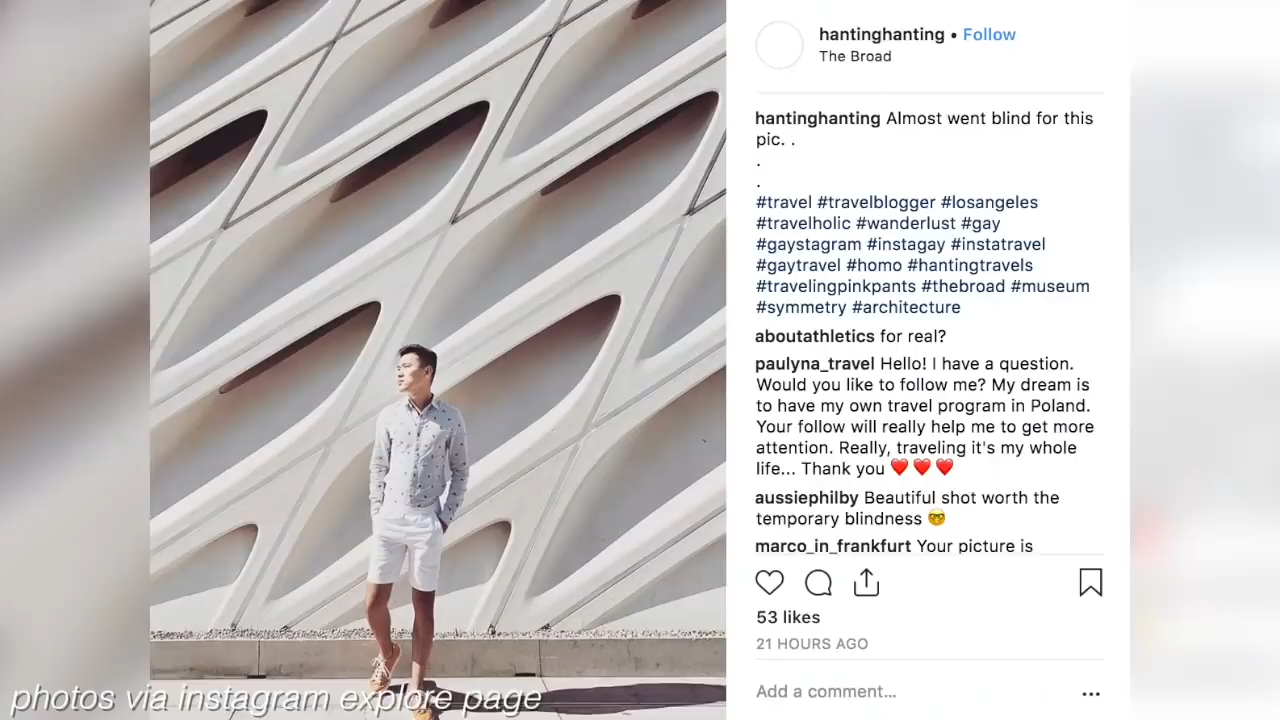 hantinghanting • Follow
The Broad
hantinghanting Almost went blind for this
pic. .
.
.
#travel #travelblogger #losangeles
#travelholic #wanderlust #gay
#gaystagram #instagay #instatravel
#gaytravel #homo #hantingtravels
#travelingpinkpants #thebroad #museum
#symmetry #architecture
aboutathletics for real?
paulyna_travel Hello! I have a question.
Would you like to follow me? My dream is
to have my own travel program in Poland.
Your follow will really help me to get more
attention. Really, traveling it's my whole
life... Thank you ❤️ ❤️ ❤️
aussiephilby Beautiful shot worth the
temporary blindness 🤓
marco_in_frankfurt Your picture is
53 likes
21 HOURS AGO
Add a comment...
photos via instagram explore page